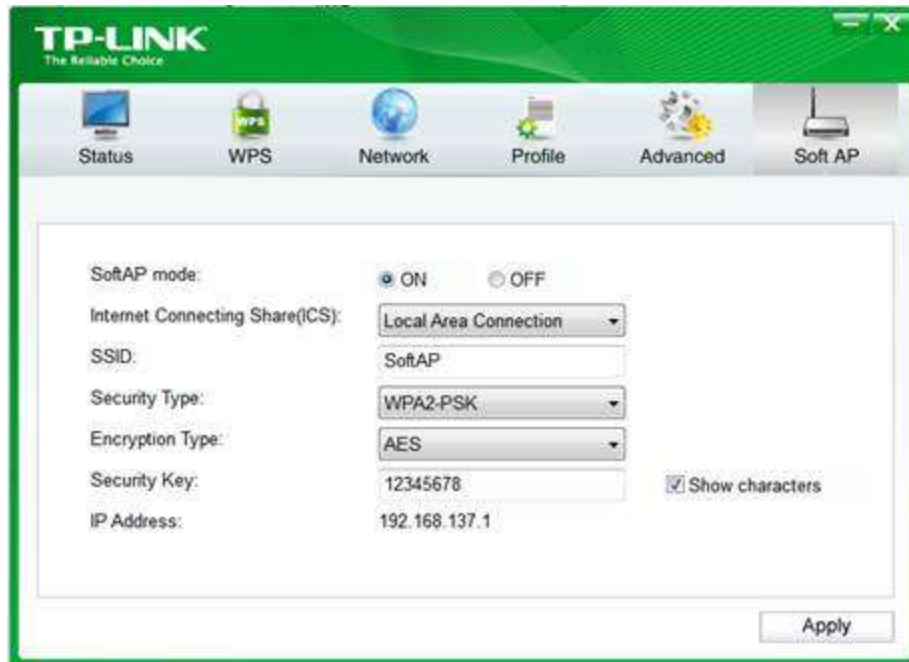 TP-LINK
The Reliable Choice
Status WPS Network Profile Advanced Soft AP
WPS
SoftAP mode: ON OFF
Internet Connecting Share(ICS): Local Area Connection
SSID: SoftAP
Security Type: WPA2-PSK
Encryption Type: AES
Security Key: 12345678 Show characters
IP Address: 192.168.137.1
Apply